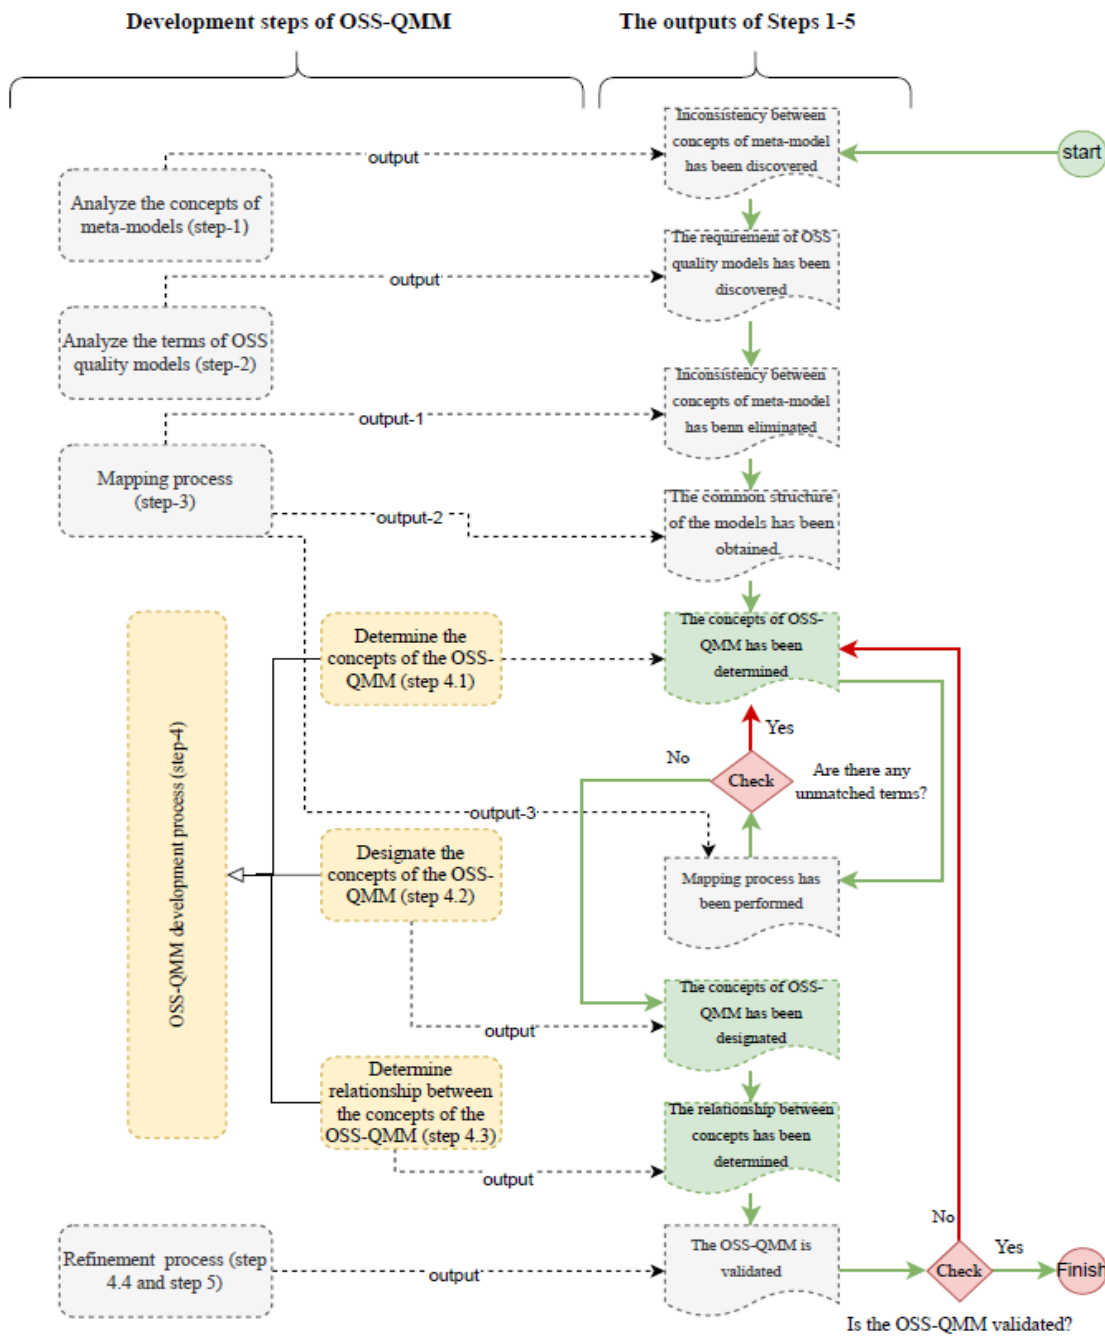 Development steps of OSS-QMM
The outputs of Steps 1-5
Inconsistency between
concepts of meta-model
has been discovered
start
output
Analyze the concepts of
meta-models (step-1)
The requirement of OSS
quality models has been
discovered
output
Analyze the terms of OSS
quality models (step-2)
Inconsistency between
concepts of meta-model
has benn eliminated
output-1
Mapping process
(step-3)
The common structure
of the models has been
obtained.
output-2
OSS-QMM development process (step-4)
Determine the
concepts of the OSS-
QMM (step 4.1)
The concepts of OSS-
QMM has been
determined
Yes
No
Check
Are there any
unmatched terms?
output-3
Designate the
concepts of the OSS-
QMM (step 4.2)
Mapping process has
been performed
The concepts of OSS-
QMM has been
designated
output
Determine
relationship between
the concepts of the
OSS-QMM (step 4.3)
The relationship between
concepts has been
determined
output
Refinement process (step
4.4 and step 5)
output
The OSS-QMM is
validated
No
Check
Yes
Finish
Is the OSS-QMM validated?